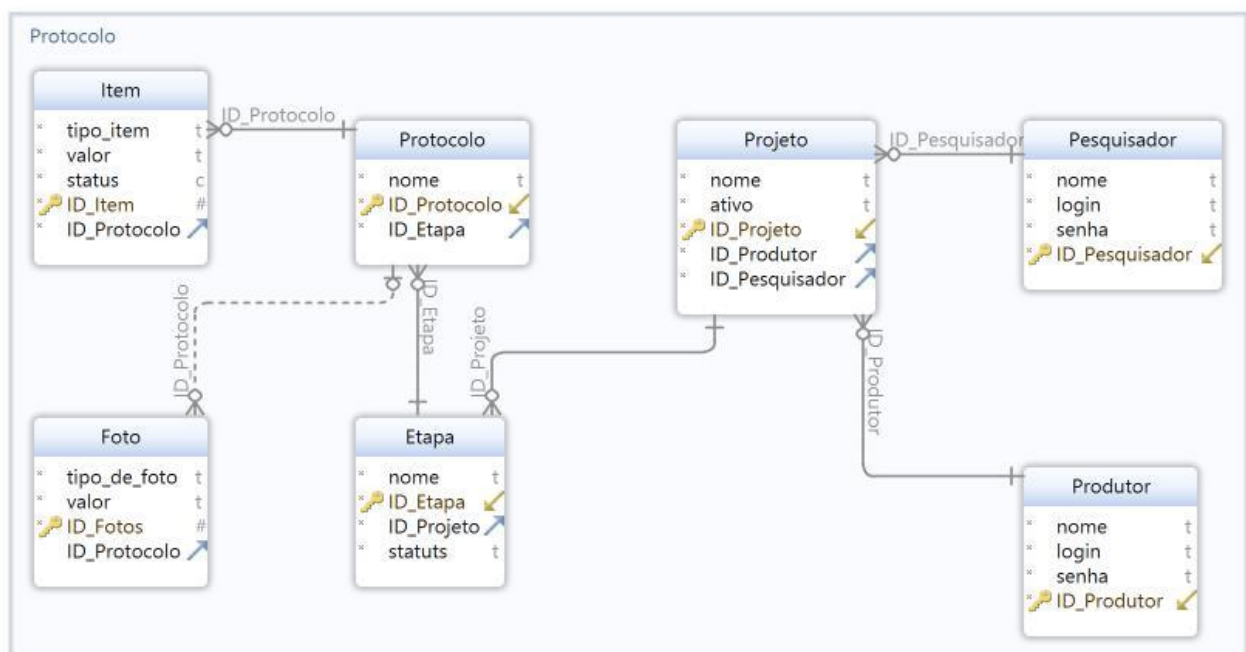 Protocolo
Item
tipo_item t
valor t
status c
ID_Item #
ID_Protocolo
ID_Protocolo
Protocolo
nome t
ID_Protocolo
ID_Etapa
Projeto
nome t
ativo t
ID_Projeto
ID_Produtor
ID_Pesquisador
ID_Pesquisador
Pesquisador
nome t
login t
senha t
ID_Pesquisador
ID_Protocolo
ID_Etapa
ID_Projeto
ID_Produtor
Foto
tipo_de_foto t
valor t
ID_Fotos #
ID_Protocolo
Etapa
nome t
ID_Etapa
ID_Projeto
statuts t
Produtor
nome t
login t
senha t
ID_Produtor